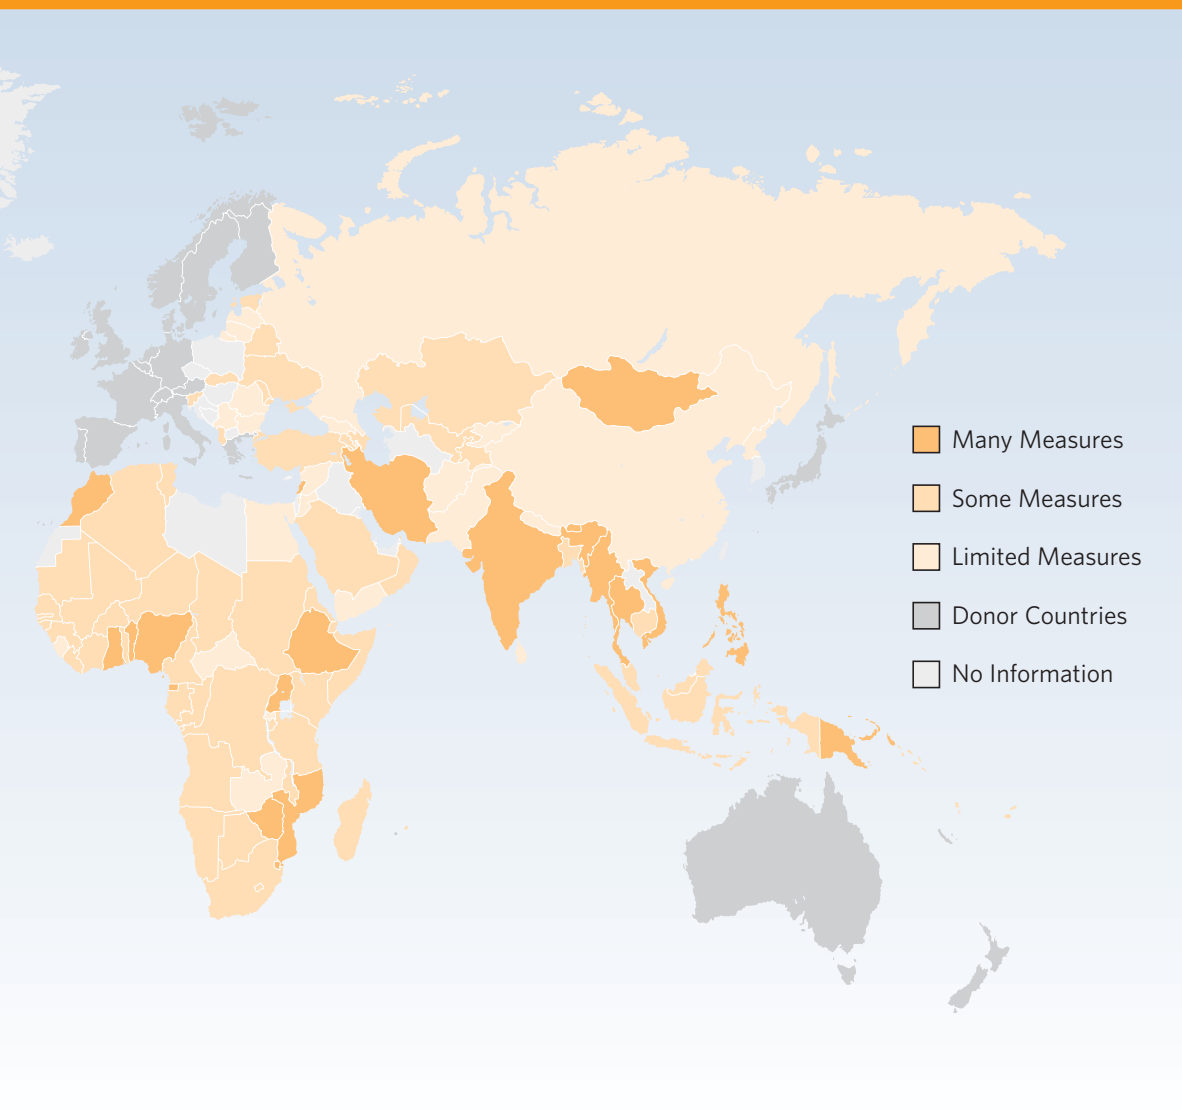 Many Measures
Some Measures
Limited Measures
Donor Countries
No Information